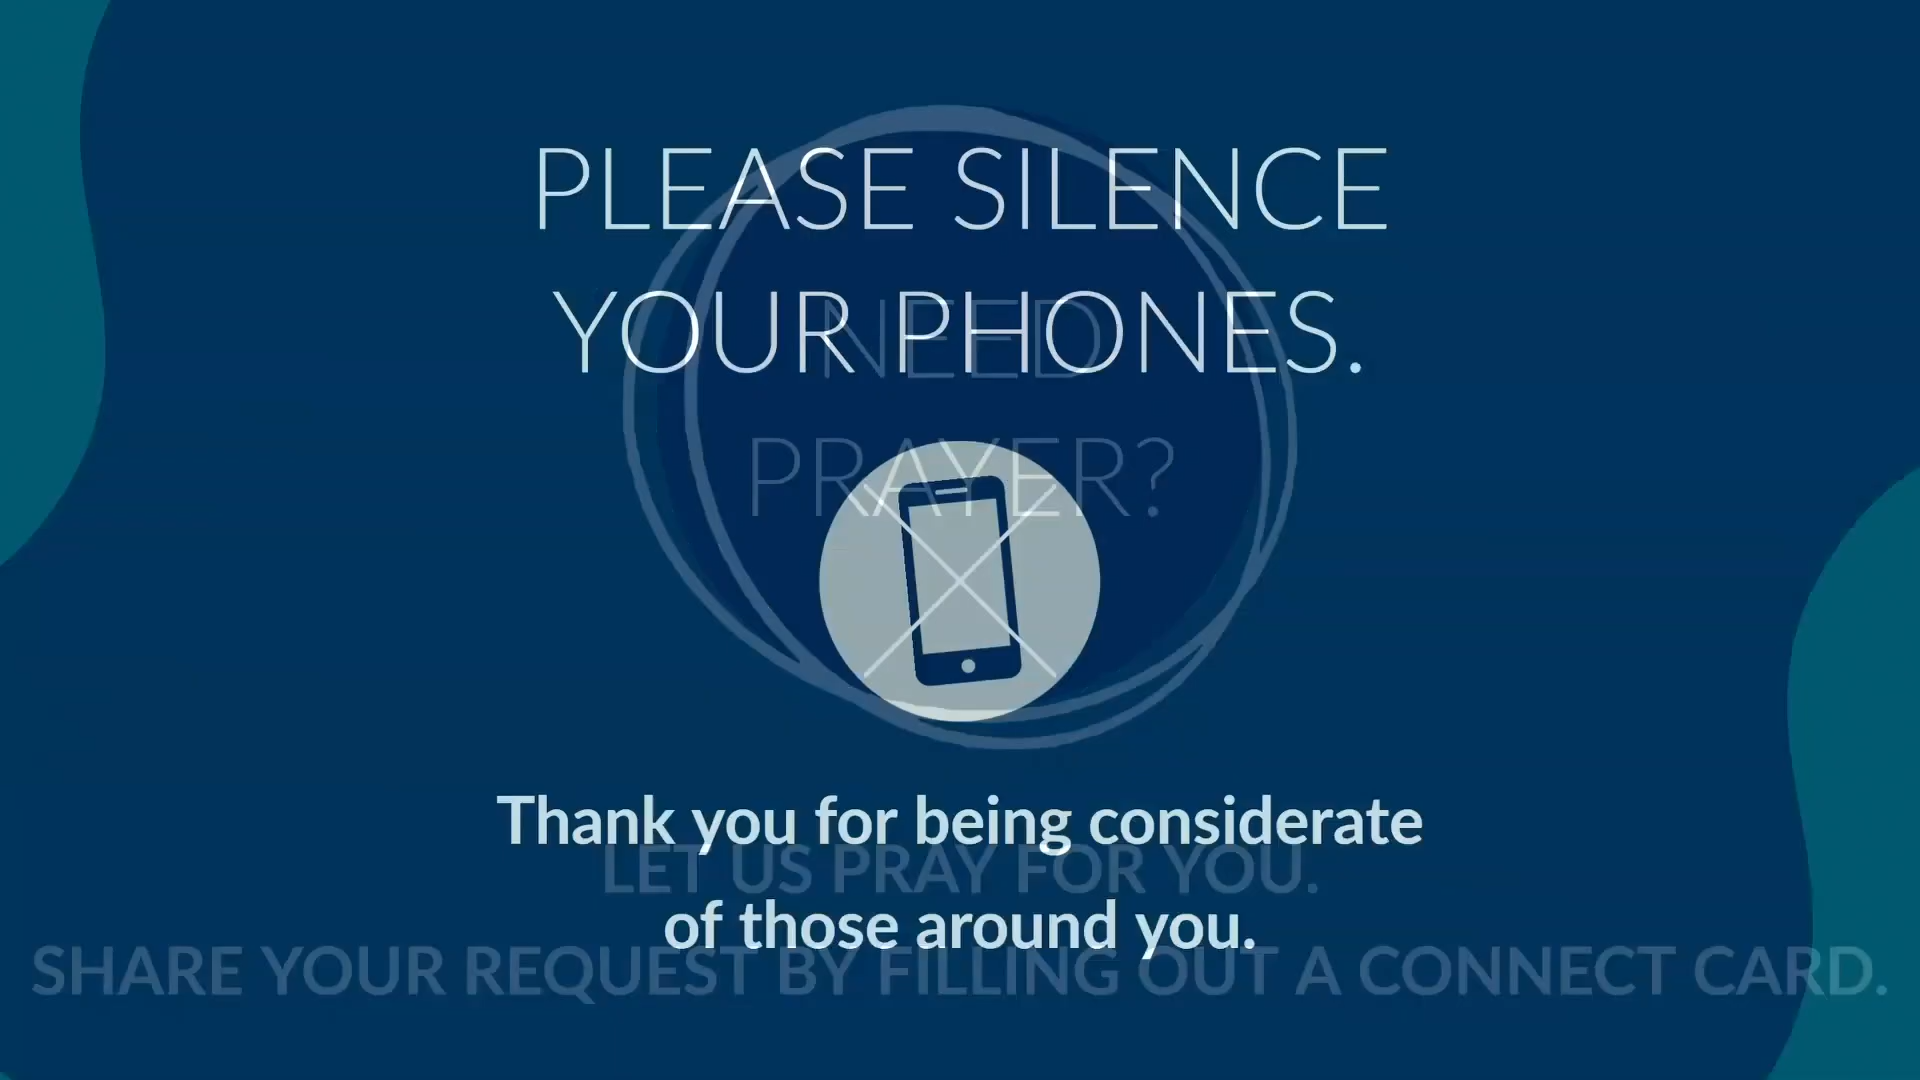 PLEASE SILENCE
YOUR PHONES.
NEED
PRAYER?
Thank you for being considerate
of those around you.
LET US PRAY FOR YOU.
SHARE YOUR REQUEST BY FILLING OUT A CONNECT CARD.